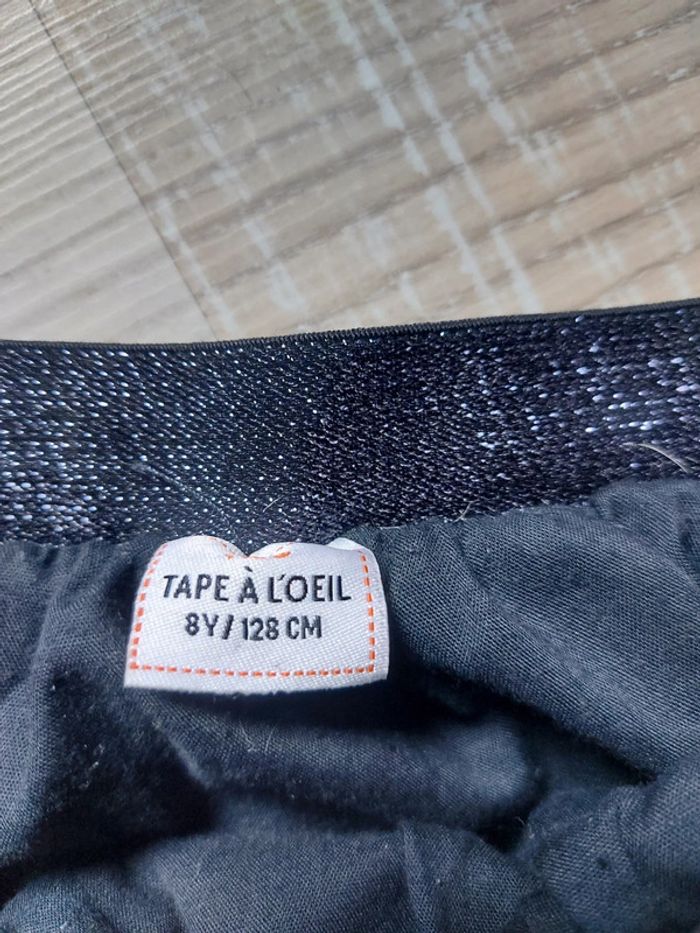 TAPE À L'OEIL
8Y/128 CM